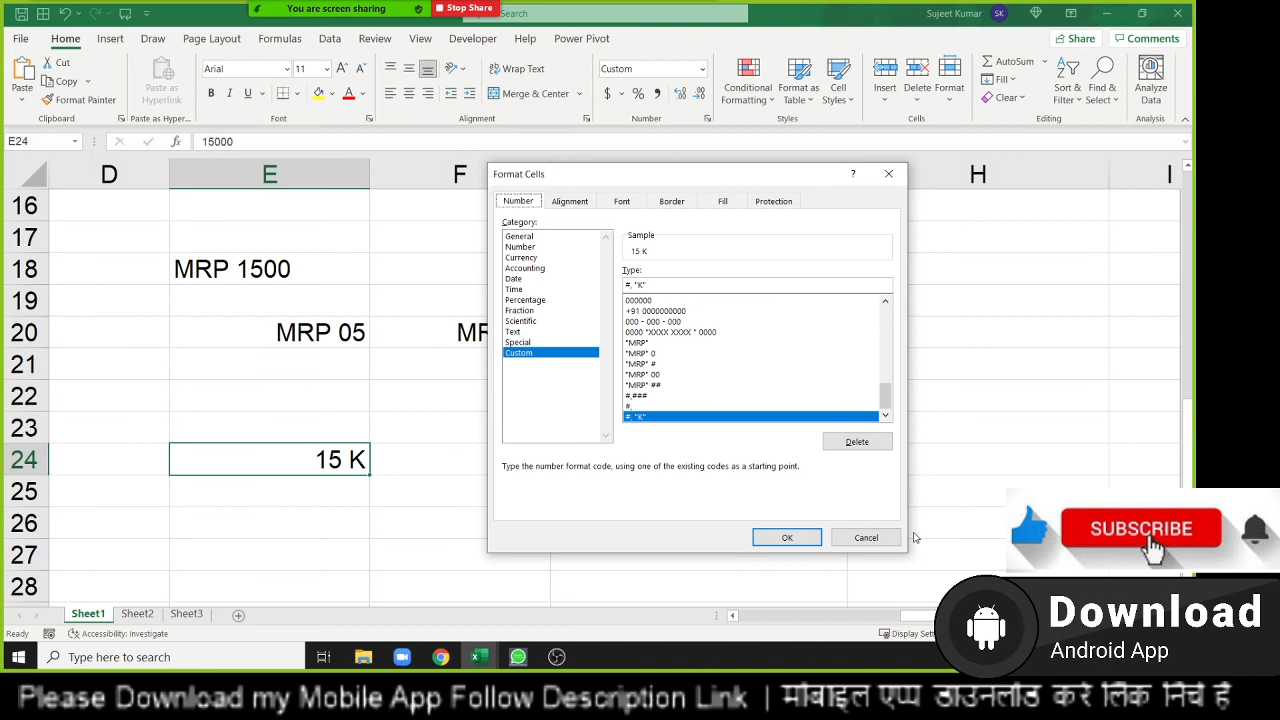 You are screen sharing
Stop Share
Search
Sujeet Kumar
SK
File Home Insert Draw Page Layout Formulas Data Review View Developer Help Power Pivot
Share
Comments
Paste
Cut
Copy
Format Painter
Clipboard
Paste as Hyperlink
Paste as Hyper...
Arial
11
B I U
Font
Wrap Text
Merge & Center
Alignment
Custom
$ % ,
Number
Conditional Formatting
Format as Table
Cell Styles
Styles
Insert
Delete
Format
Cells
AutoSum
Fill
Clear
Sort & Filter
Find & Select
Editing
Analyze Data
Analysis
E24
fx
15000
D E F H I
16
17
18 MRP 1500
19
20 MRP 05
21
22
23
24 15 K
25
26
27
28
Format Cells
?
Number Alignment Font Border Fill Protection
Category:
General
Number
Currency
Accounting
Date
Time
Percentage
Fraction
Scientific
Text
Special
Custom
Sample
15 K
Type:
#, "K"
000000
+91 0000000000
000 - 000 - 000
0000 "XXXX XXXX " 0000
"MRP"
"MRP" 0
"MRP" #
"MRP" 00
"MRP" ##
#,###
#,
#, "K"
Delete
Type the number format code, using one of the existing codes as a starting point.
OK
Cancel
SUBSCRIBE
Download
Android App
Sheet1 Sheet2 Sheet3
Ready
Accessibility: Investigate
Type here to search
Please Download my Mobile App Follow Description Link | मोबाइल एप्प डाउनलोड करे लिंक निचे है